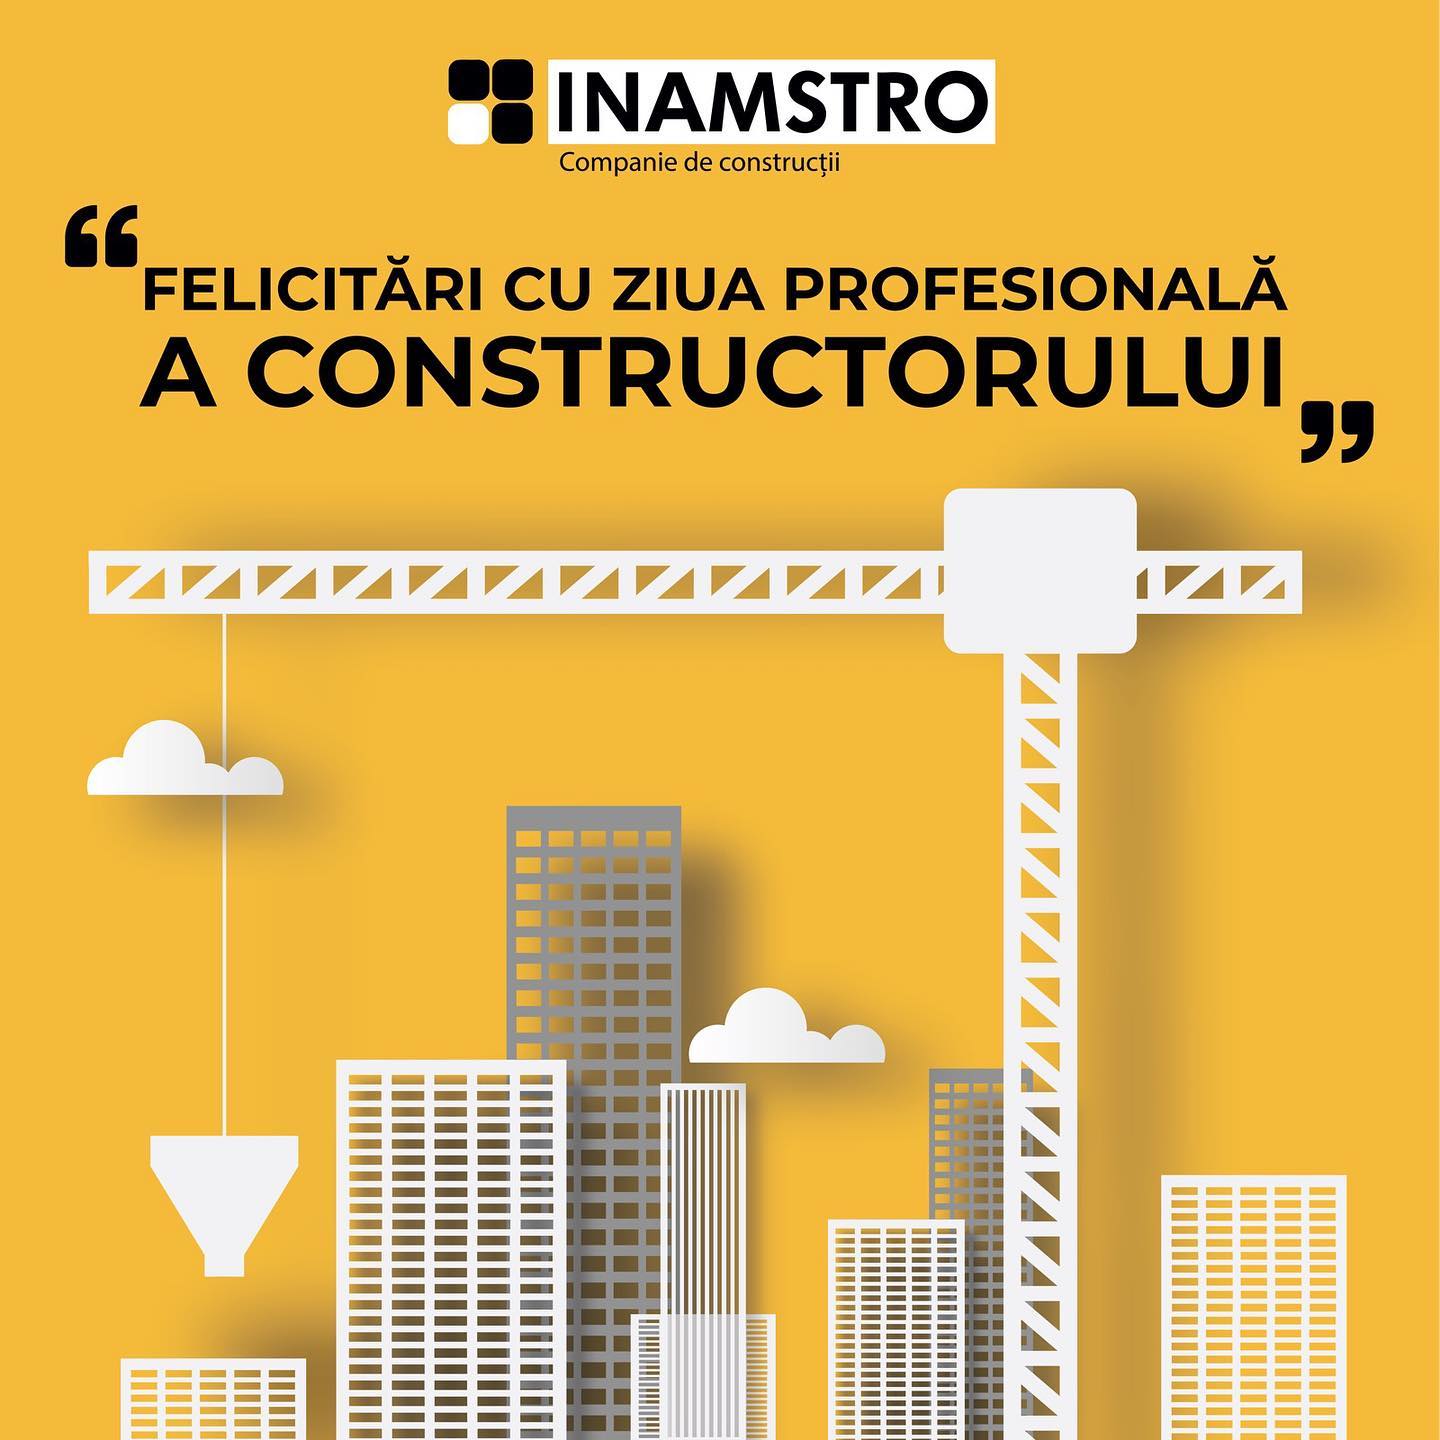 INAMSTRO
Companie de construcții
“FELICITĂRI CU ZIUA PROFESIONALĂ
A CONSTRUCTORULUI”